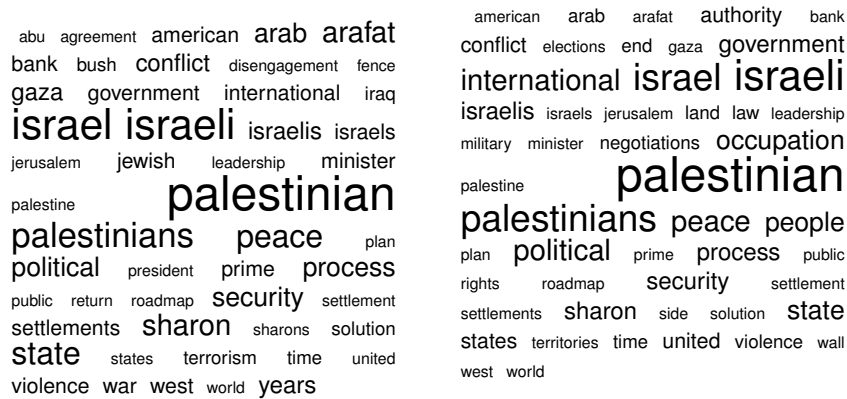 abu agreement american arab arafat
bank bush conflict disengagement fence
gaza government international iraq
israel israeli israelis israels
jerusalem jewish leadership minister
palestine palestinian
palestinians peace plan
political president prime process
public return roadmap security settlement
settlements sharon sharons solution
state states terrorism time united
violence war west world years
american arab arafat authority bank
conflict elections end gaza government
international israel israeli
israelis israels jerusalem land law leadership
military minister negotiations occupation
palestine palestinian
palestinians peace people
plan political prime process public
rights roadmap security settlement
settlements sharon side solution state
states territories time united violence wall
west world